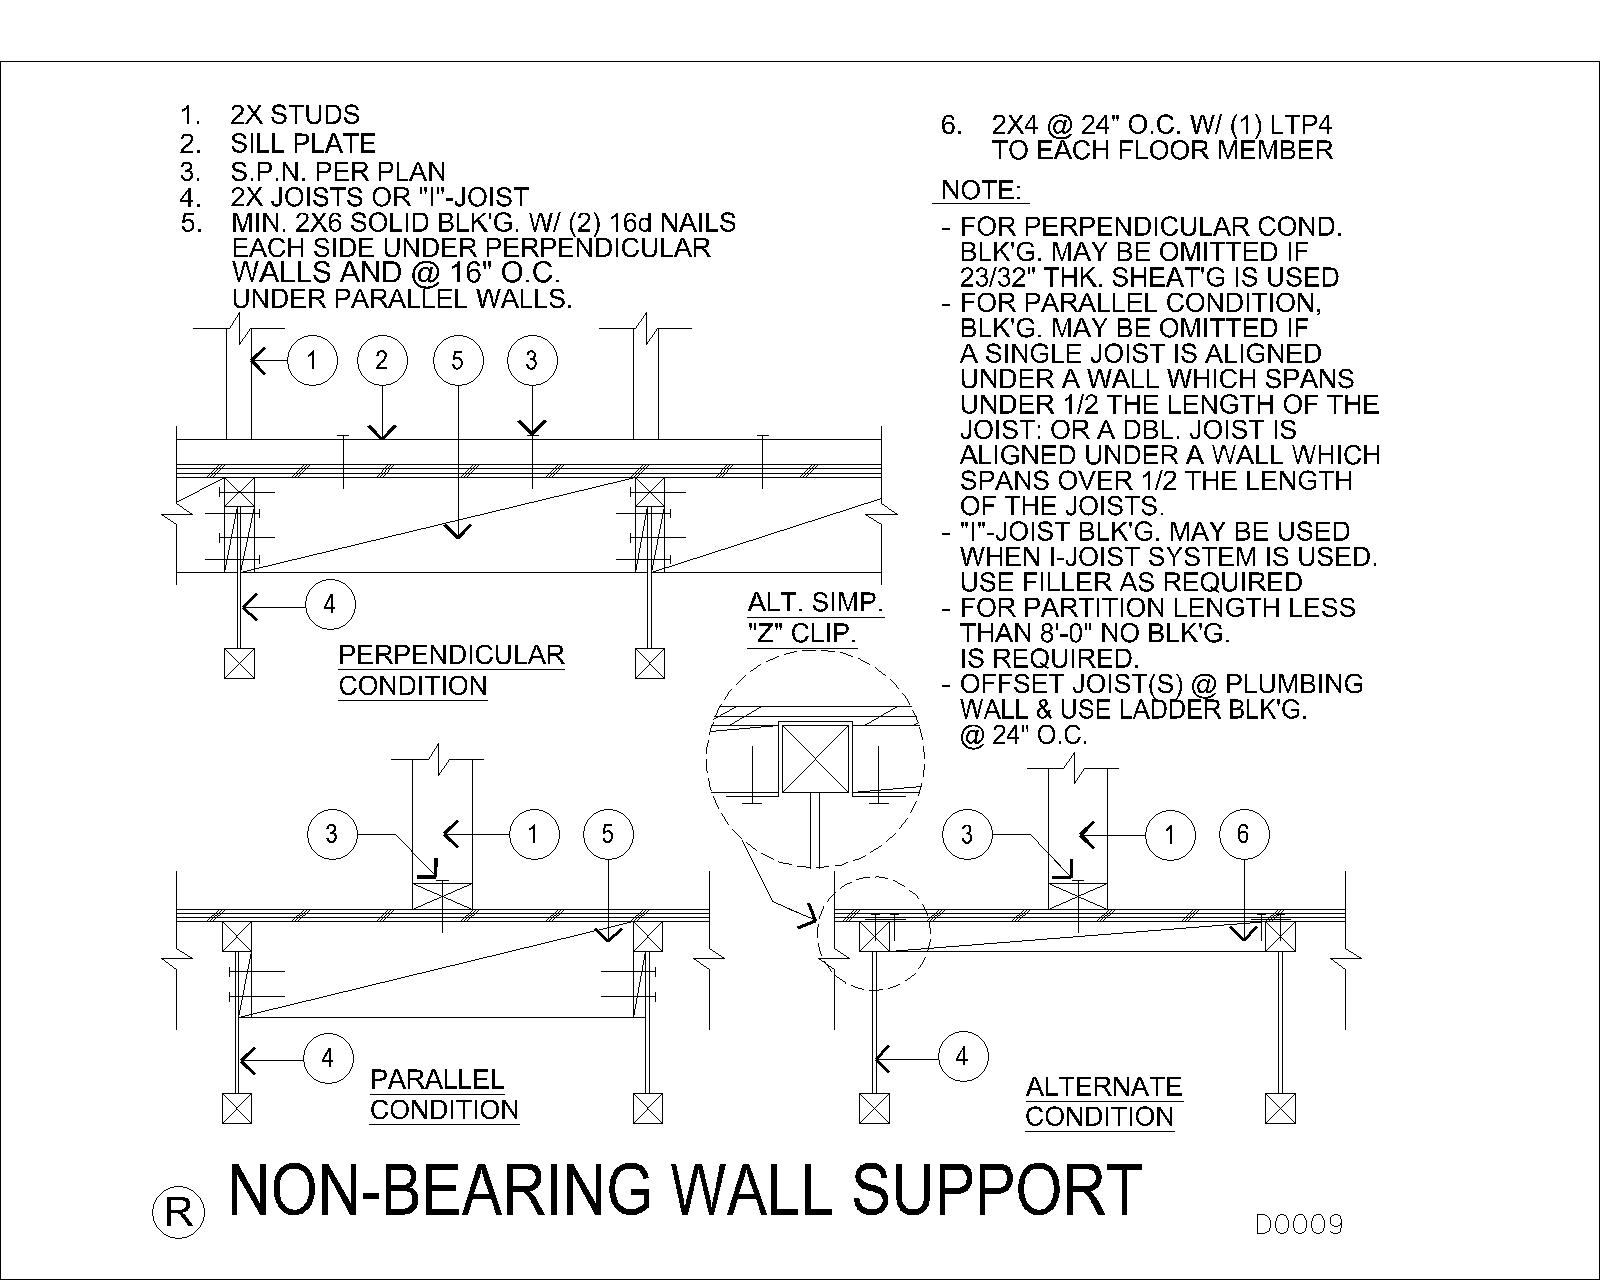 1. 2X STUDS
2. SILL PLATE
3. S.P.N. PER PLAN
4. 2X JOISTS OR "I"-JOIST
5. MIN. 2X6 SOLID BLK'G. W/ (2) 16d NAILS
EACH SIDE UNDER PERPENDICULAR
WALLS AND @ 16" O.C.
UNDER PARALLEL WALLS.
6. 2X4 @ 24" O.C. W/ (1) LTP4
TO EACH FLOOR MEMBER
NOTE:
- FOR PERPENDICULAR COND.
BLK'G. MAY BE OMITTED IF
23/32" THK. SHEAT'G IS USED
- FOR PARALLEL CONDITION,
BLK'G. MAY BE OMITTED IF
A SINGLE JOIST IS ALIGNED
UNDER A WALL WHICH SPANS
UNDER 1/2 THE LENGTH OF THE
JOIST: OR A DBL. JOIST IS
ALIGNED UNDER A WALL WHICH
SPANS OVER 1/2 THE LENGTH
OF THE JOISTS.
- "I"-JOIST BLK'G. MAY BE USED
WHEN I-JOIST SYSTEM IS USED.
USE FILLER AS REQUIRED
- FOR PARTITION LENGTH LESS
THAN 8'-0" NO BLK'G.
IS REQUIRED.
- OFFSET JOIST(S) @ PLUMBING
WALL & USE LADDER BLK'G.
@ 24" O.C.
1 2 5 3
4
PERPENDICULAR
CONDITION
ALT. SIMP.
"Z" CLIP.
3 1 5
4
PARALLEL
CONDITION
3 1 6
4
ALTERNATE
CONDITION
R NON-BEARING WALL SUPPORT
D0009